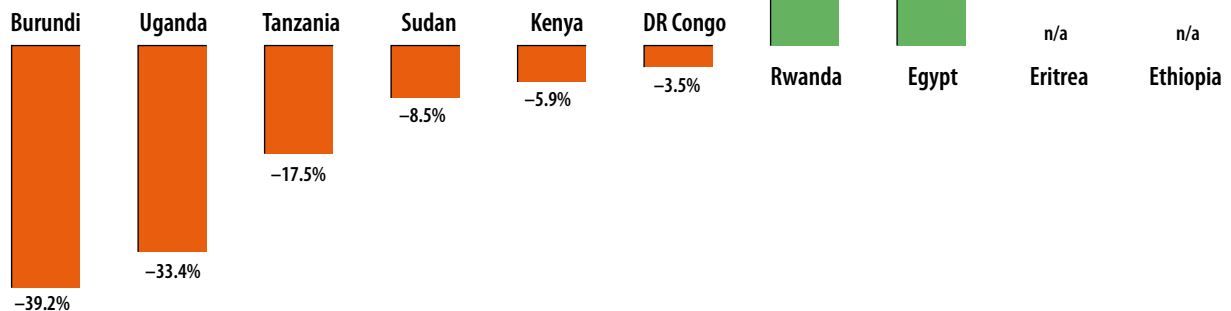 Burundi Uganda Tanzania Sudan Kenya DR Congo
n/a n/a
Rwanda Egypt Eritrea Ethiopia
–3.5%
–5.9%
–8.5%
–17.5%
–33.4%
–39.2%